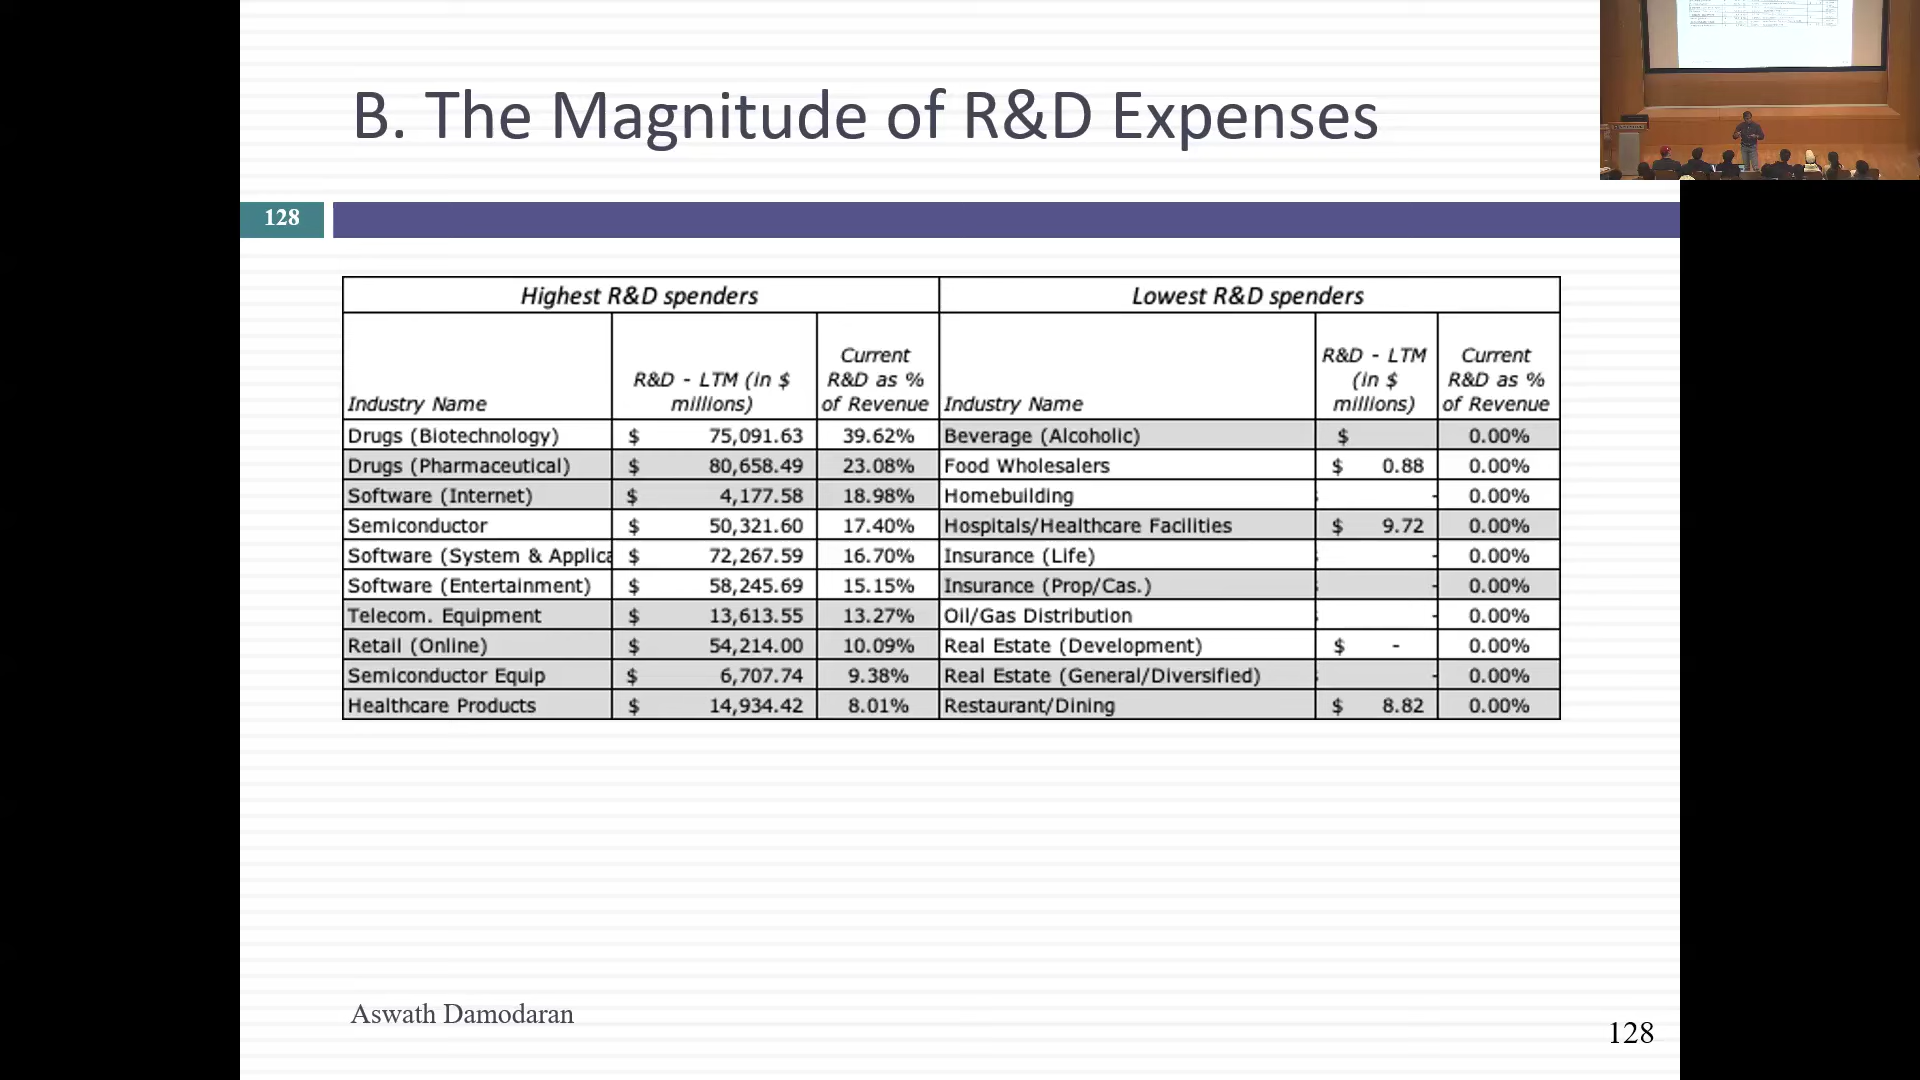 B. The Magnitude of R&D Expenses
128
Highest R&D spenders Lowest R&D spenders
Industry Name R&D - LTM (in $ millions) Current R&D as % of Revenue Industry Name R&D - LTM (in $ millions) Current R&D as % of Revenue
Drugs (Biotechnology) $ 75,091.63 39.62% Beverage (Alcoholic) $ 0.00%
Drugs (Pharmaceutical) $ 80,658.49 23.08% Food Wholesalers $ 0.88 0.00%
Software (Internet) $ 4,177.58 18.98% Homebuilding - 0.00%
Semiconductor $ 50,321.60 17.40% Hospitals/Healthcare Facilities $ 9.72 0.00%
Software (System & Applica $ 72,267.59 16.70% Insurance (Life) - 0.00%
Software (Entertainment) $ 58,245.69 15.15% Insurance (Prop/Cas.) - 0.00%
Telecom. Equipment $ 13,613.55 13.27% Oil/Gas Distribution - 0.00%
Retail (Online) $ 54,214.00 10.09% Real Estate (Development) $ - 0.00%
Semiconductor Equip $ 6,707.74 9.38% Real Estate (General/Diversified) - 0.00%
Healthcare Products $ 14,934.42 8.01% Restaurant/Dining $ 8.82 0.00%
Aswath Damodaran
128